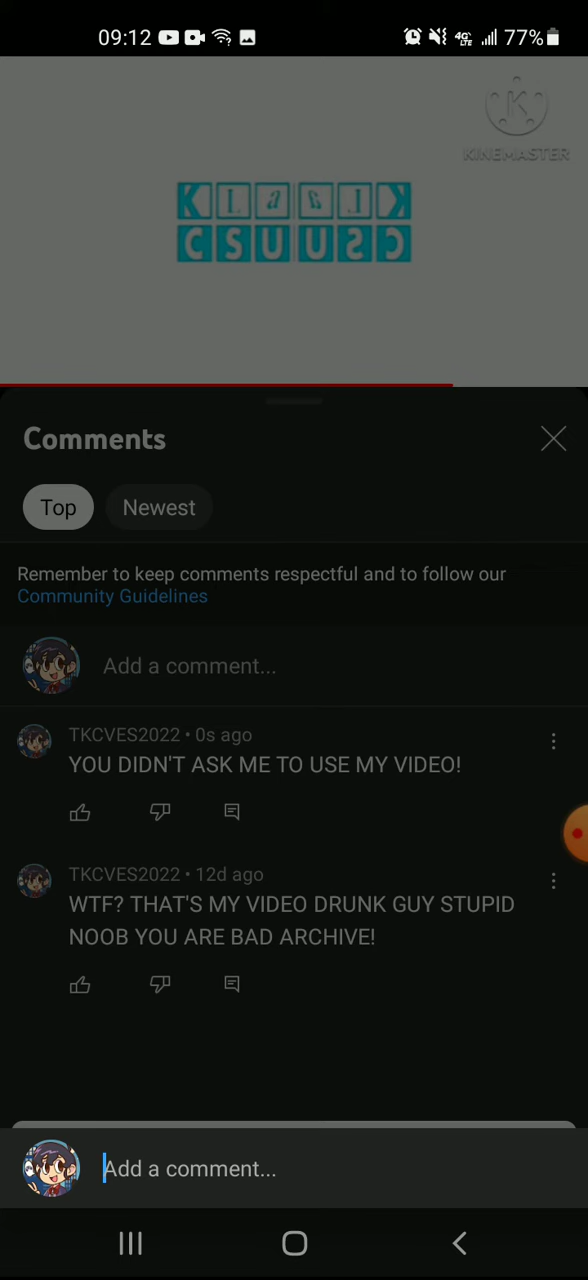 09:12
4G LTE 77%
KINEMASTER
Comments
Top Newest
Remember to keep comments respectful and to follow our
Community Guidelines
Add a comment...
TKCVES2022 • 0s ago
YOU DIDN'T ASK ME TO USE MY VIDEO!
TKCVES2022 • 12d ago
WTF? THAT'S MY VIDEO DRUNK GUY STUPID
NOOB YOU ARE BAD ARCHIVE!
Add a comment...